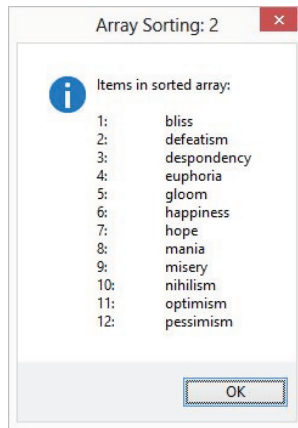 Array Sorting: 2
Items in sorted array:
1: bliss
2: defeatism
3: despondency
4: euphoria
5: gloom
6: happiness
7: hope
8: mania
9: misery
10: nihilism
11: optimism
12: pessimism
OK